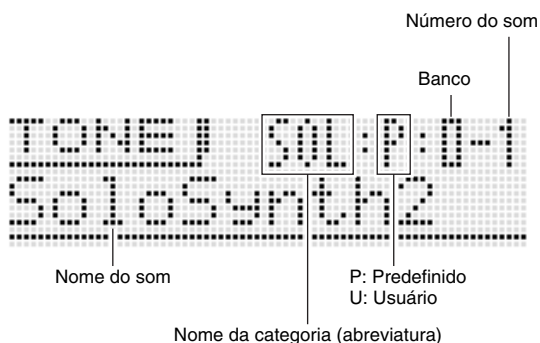 Número do som
Banco
TONE SOL:P:0-1
SoloSynth2
Nome do som
P: Predefinido
U: Usuário
Nome da categoria (abreviatura)